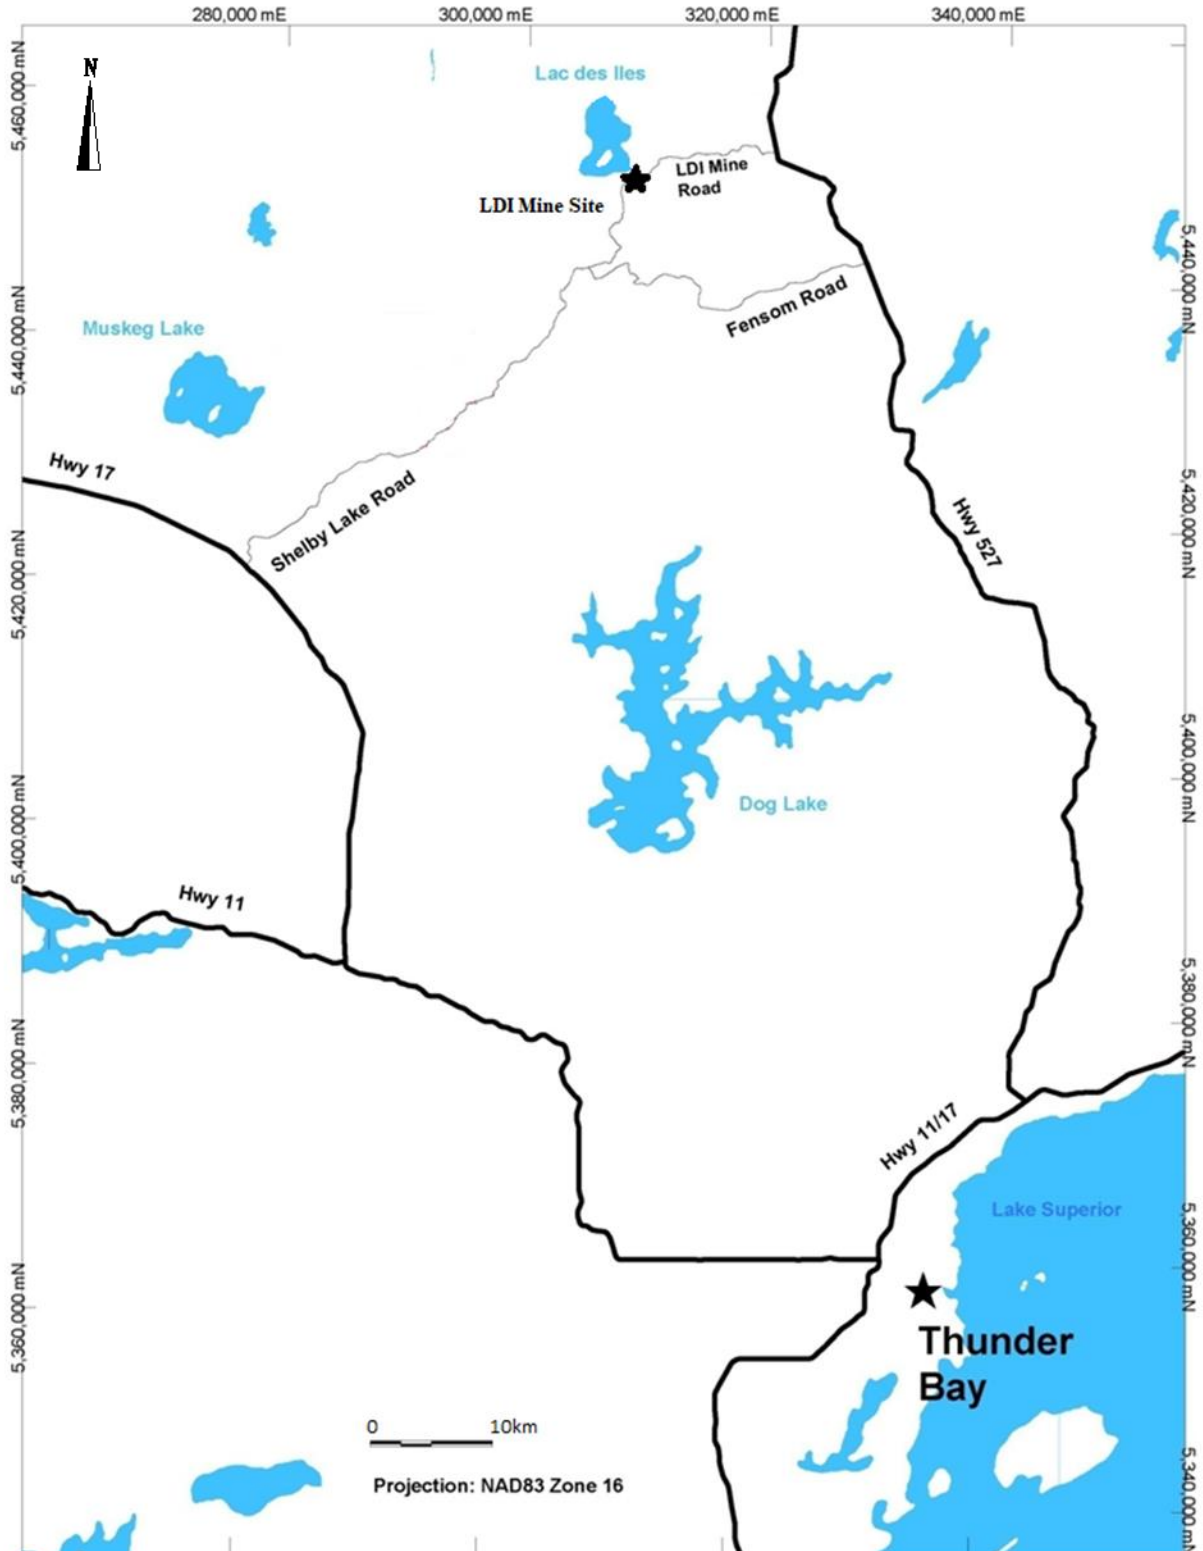 280,000 mE
300,000 mE
320,000 mE
340,000 mE
N
5,460,000 mN
Lac des Iles
LDI Mine
Road
LDI Mine Site
5,440,000 mN
Fensom Road
Muskeg Lake
5,440,000 mN
Hwy 17
Shelby Lake Road
Hwy 527
5,420,000 mN
5,420,000 mN
5,400,000 mN
Dog Lake
5,400,000 mN
Hwy 11
5,380,000 mN
5,380,000 mN
Hwy 11/17
Lake Superior
5,360,000 mN
5,360,000 mN
Thunder
Bay
0 10km
Projection: NAD83 Zone 16
5,340,000 mN